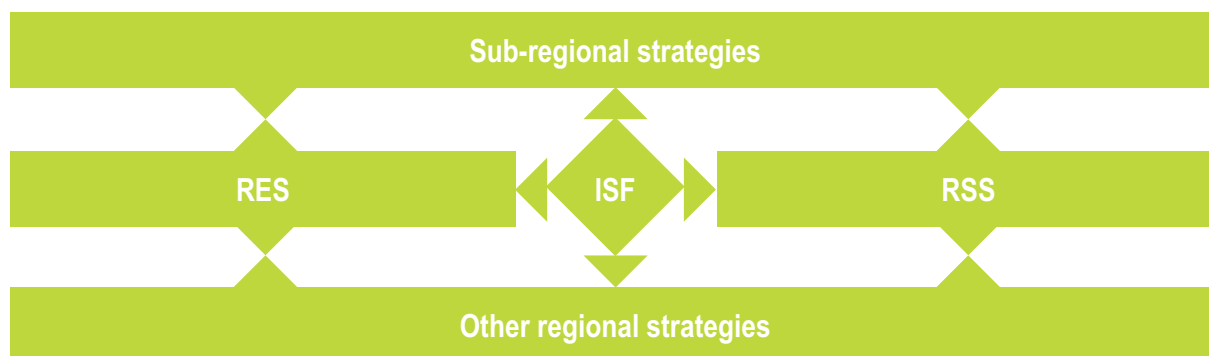 Sub-regional strategies
RES
ISF
RSS
Other regional strategies